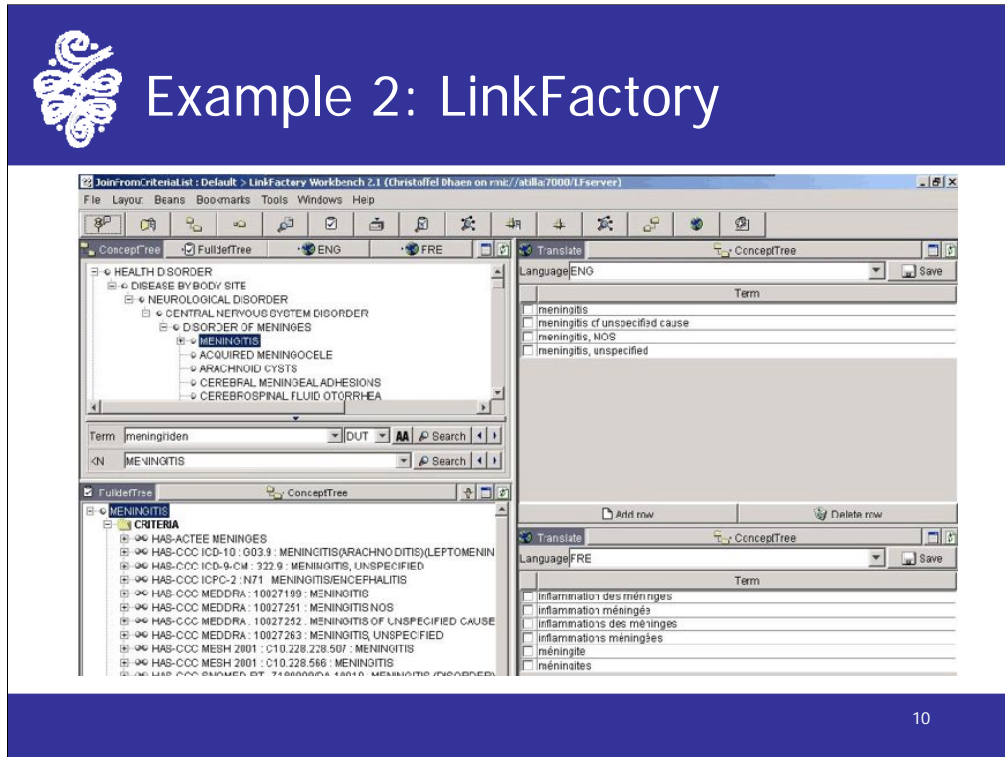 Example 2: LinkFactory
JoinFromCriteriaList : Default > LinkFactory Workbench 2.1 (Christoffel Dhaen on rmi://atilla:7000/LFserver)
File Layout Beans Bookmarks Tools Windows Help
ConceptTree FulldefTree ENG FRE
HEALTH DISORDER
DISEASE BY BODY SITE
NEUROLOGICAL DISORDER
CENTRAL NERVOUS SYSTEM DISORDER
DISORDER OF MENINGES
MENINGITIS
ACQUIRED MENINGOCELE
ARACHNOID CYSTS
CEREBRAL MENINGEAL ADHESIONS
CEREBROSPINAL FLUID OTORRHEA
Term DUT AA Search
KN MENINGITIS Search
FulldefTree ConceptTree
MENINGITIS
CRITERIA
HAS-ACTEE MENINGES
HAS-CCC ICD-10 : G03.9 : MENINGITIS(ARACHNOIDITIS)(LEPTOMENIN
HAS-CCC ICD-9-CM : 322.9 : MENINGITIS, UNSPECIFIED
HAS-CCC ICPC-2 : N71 MENINGITIS/ENCEFHALITIS
HAS-CCC MEDDRA : 10027199 : MENINGITIS
HAS-CCC MEDDRA : 10027251 : MENINGITIS NOS
HAS-CCC MEDDRA : 10027252 : MENINGITIS OF UNSPECIFIED CAUSE
HAS-CCC MEDDRA : 10027263 : MENINGITIS, UNSPECIFIED
HAS-CCC MESH 2001 : C10.228.228.507 : MENINGITIS
HAS-CCC MESH 2001 : C10.228.566 : MENINGITIS
HAS-CCC SNOMED RT MENINGITIS (DISORDER)
Translate ConceptTree
Language ENG Save
Term
meningitis
meningitis of unspecified cause
meningitis, NOS
meningitis, unspecified
Add row Delete row
Translate ConceptTree
Language FRE Save
Term
inflammation des méninges
inflammation méningée
inflammations des méninges
inflammations méningées
méningite
méningites
10